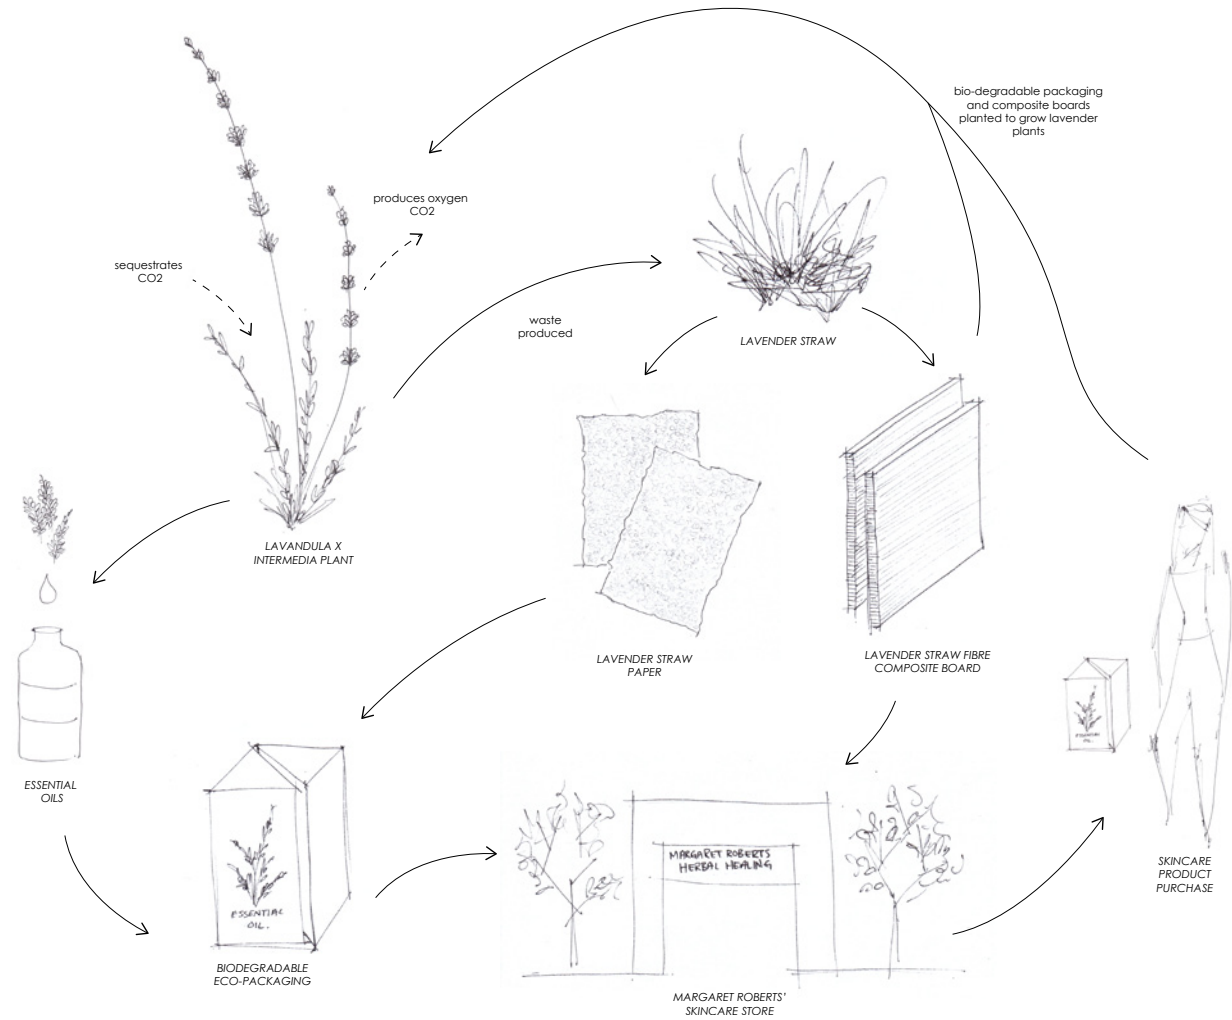 bio-degradable packaging
and composite boards
planted to grow lavender
plants
produces oxygen
CO2
sequestrates
CO2
waste
produced
LAVENDER STRAW
LAVANDULA X
INTERMEDIA PLANT
LAVENDER STRAW
PAPER
LAVENDER STRAW FIBRE
COMPOSITE BOARD
ESSENTIAL
OIL.
ESSENTIAL
OILS
MARGARET ROBERTS
HERBAL HEALING
SKINCARE
PRODUCT
PURCHASE
ESSENTIAL
OIL.
BIODEGRADABLE
ECO-PACKAGING
MARGARET ROBERTS'
SKINCARE STORE